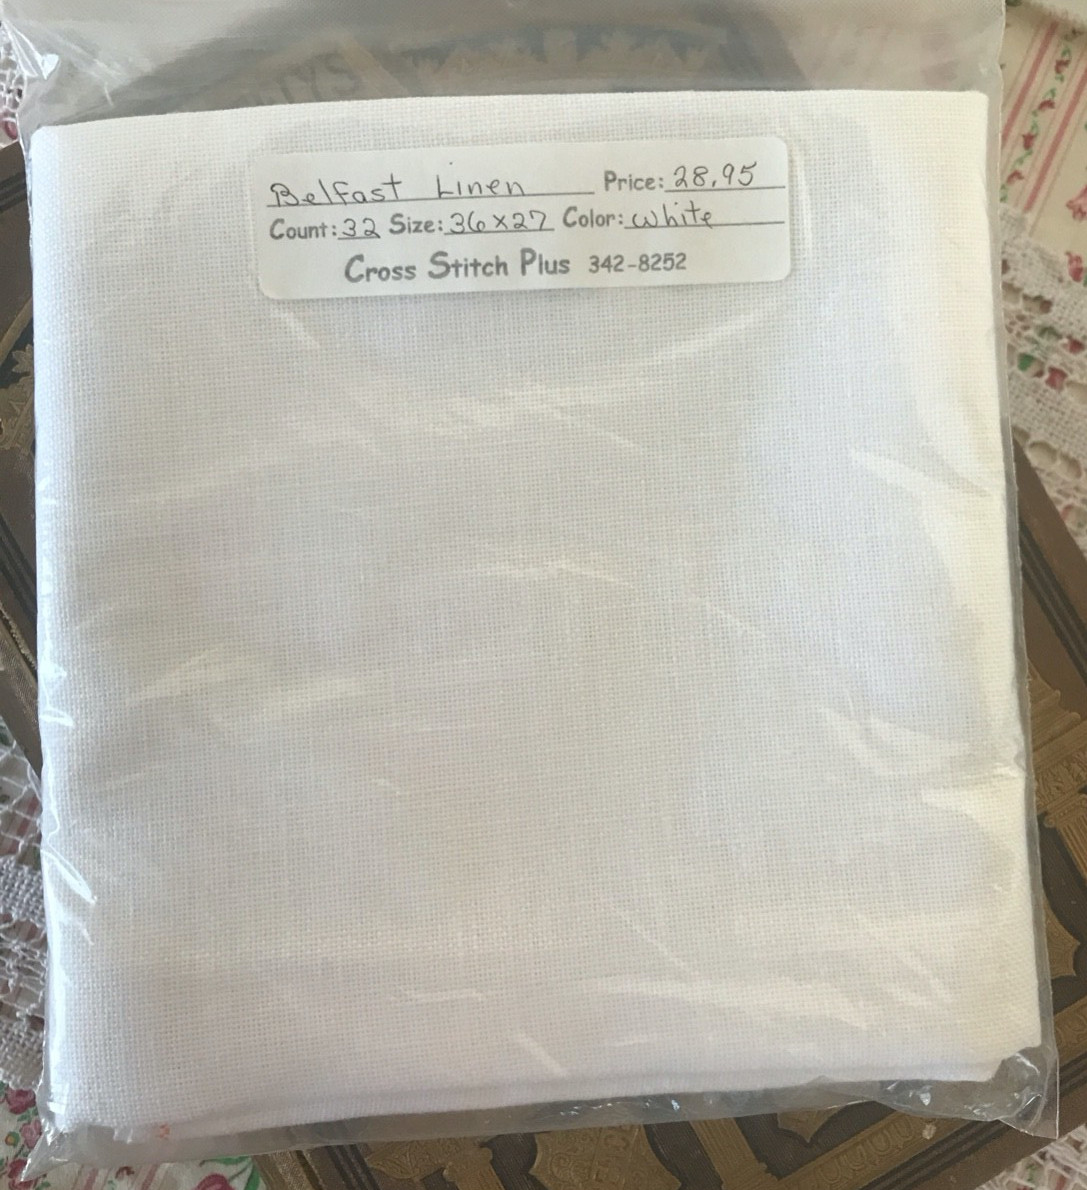 Belfast Linen Price: 28.95
Count: 32 Size: 36x27 Color: White
Cross Stitch Plus 342-8252